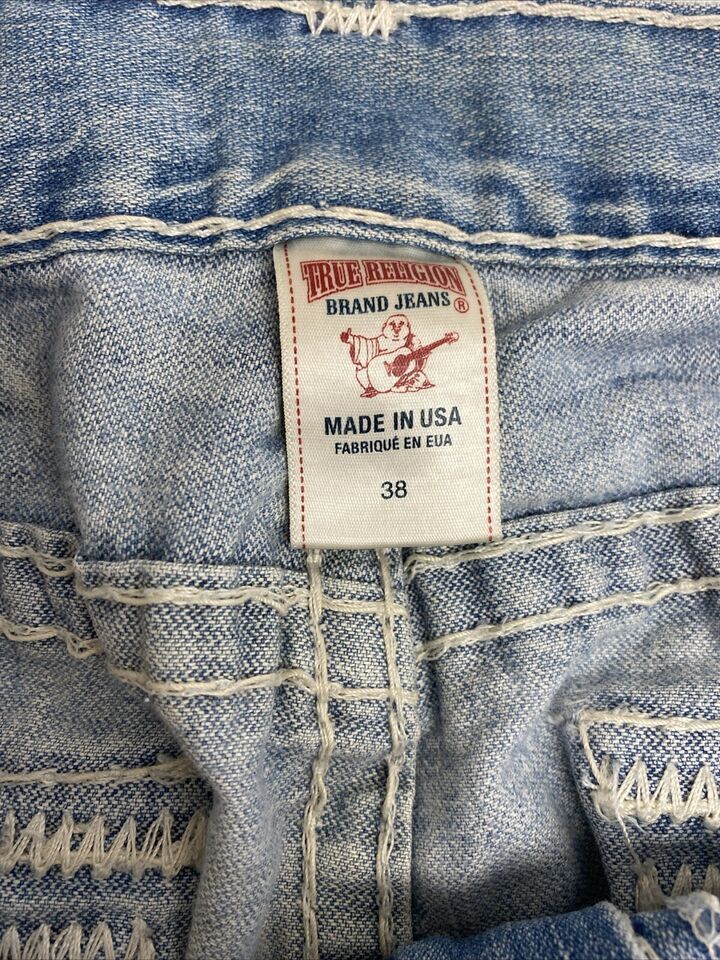 TRUE RELIGION
BRAND JEANS ®
MADE IN USA
FABRIQUÉ EN EUA
38